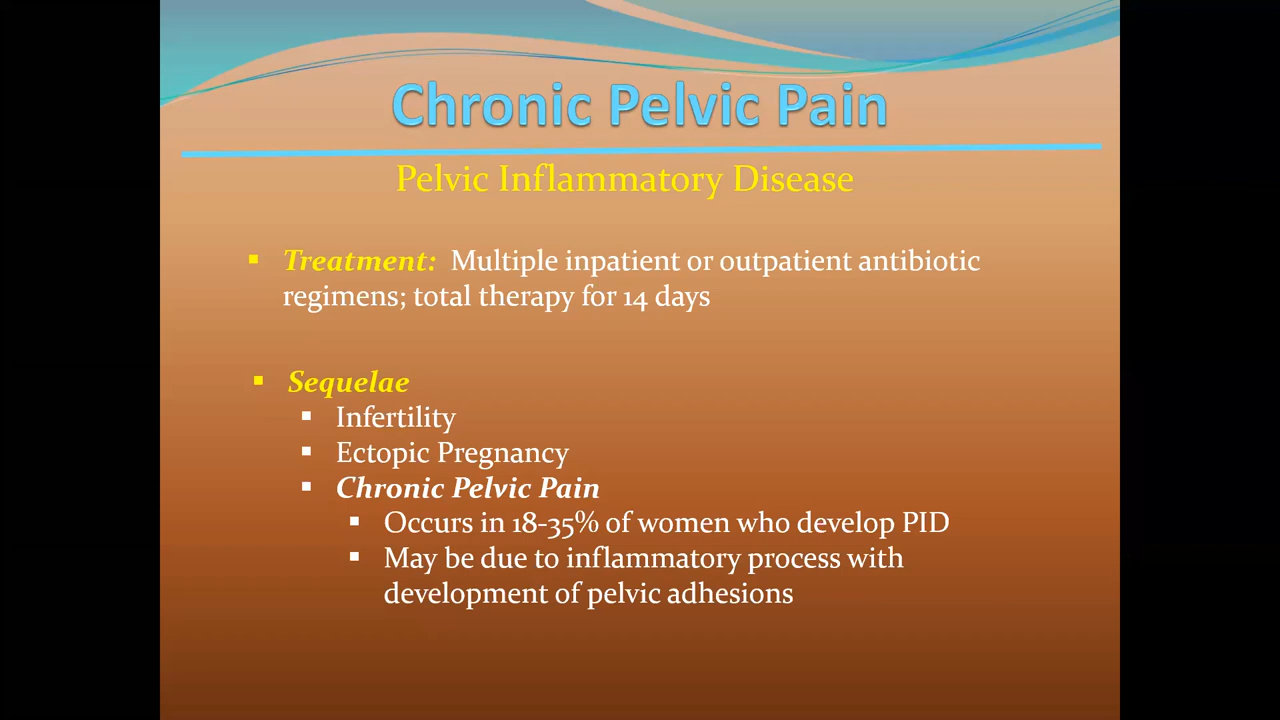 Chronic Pelvic Pain
Pelvic Inflammatory Disease
▪ Treatment: Multiple inpatient or outpatient antibiotic
regimens; total therapy for 14 days
▪ Sequelae
▪ Infertility
▪ Ectopic Pregnancy
▪ Chronic Pelvic Pain
▪ Occurs in 18-35% of women who develop PID
▪ May be due to inflammatory process with
development of pelvic adhesions